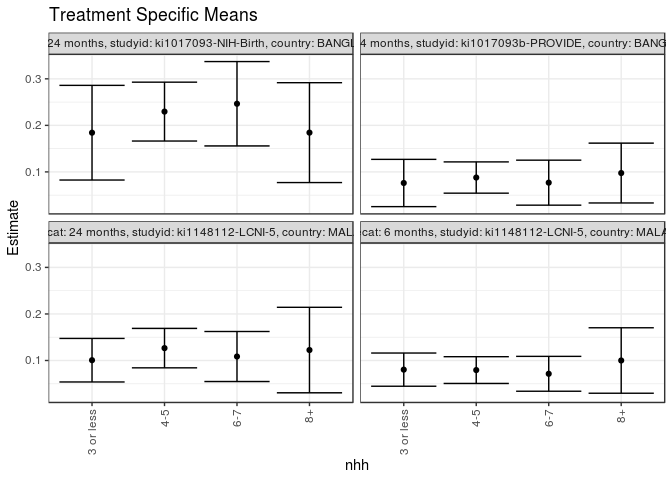 Treatment Specific Means
24 months, studyid: ki1017093-NIH-Birth, country: BANGL
4 months, studyid: ki1017093b-PROVIDE, country: BANG
0.3
0.2
0.1
cat: 24 months, studyid: ki1148112-LCNI-5, country: MAL
ecat: 6 months, studyid: ki1148112-LCNI-5, country: MALA
0.3
0.2
0.1
Estimate
3 or less
4-5
6-7
8+
3 or less
4-5
6-7
8+
nhh